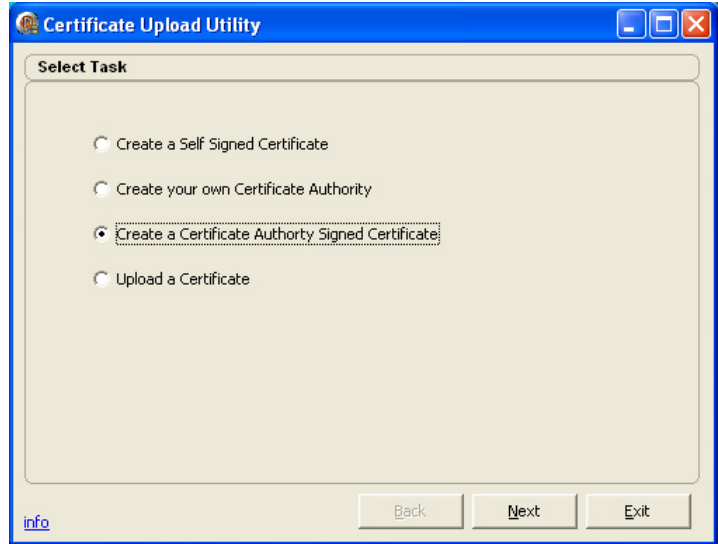 Certificate Upload Utility
Select Task
Create a Self Signed Certificate
Create your own Certificate Authority
Create a Certificate Authorty Signed Certificate
Upload a Certificate
info
Back Next Exit